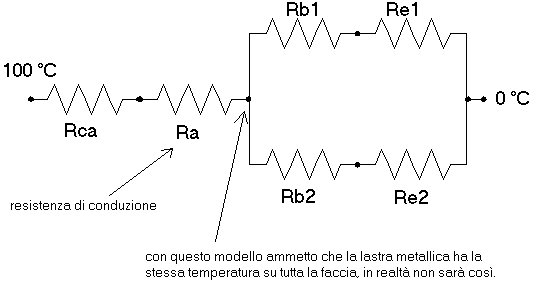 Rb1 Re1
100 °C
0 °C
Rca Ra
Rb2 Re2
resistenza di conduzione
con questo modello ammetto che la lastra metallica ha la
stessa temperatura su tutta la faccia, in realtà non sarà così.